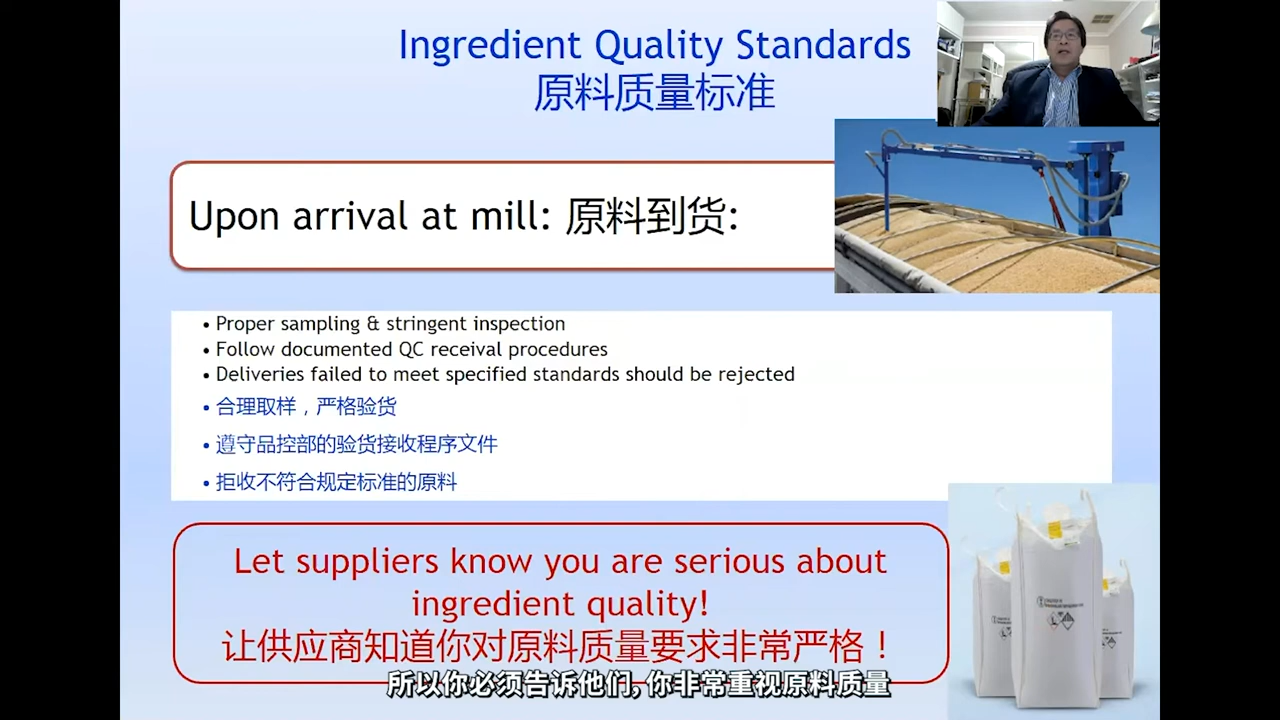 Ingredient Quality Standards
原料质量标准
Upon arrival at mill: 原料到货:
• Proper sampling & stringent inspection
• Follow documented QC receival procedures
• Deliveries failed to meet specified standards should be rejected
• 合理取样，严格验货
• 遵守品控部的验货接收程序文件
• 拒收不符合规定标准的原料
Let suppliers know you are serious about
ingredient quality!
让供应商知道你对原料质量要求非常严格！
所以你必须告诉他们,你非常重视原料质量